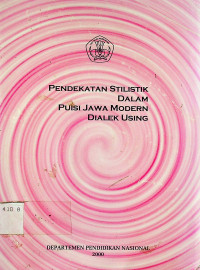 PENDEKATAN STILISTIK
DALAM
PUISI JAWA MODERN
DIALEK USING
DEPARTEMEN PENDIDIKAN NASIONAL
2000